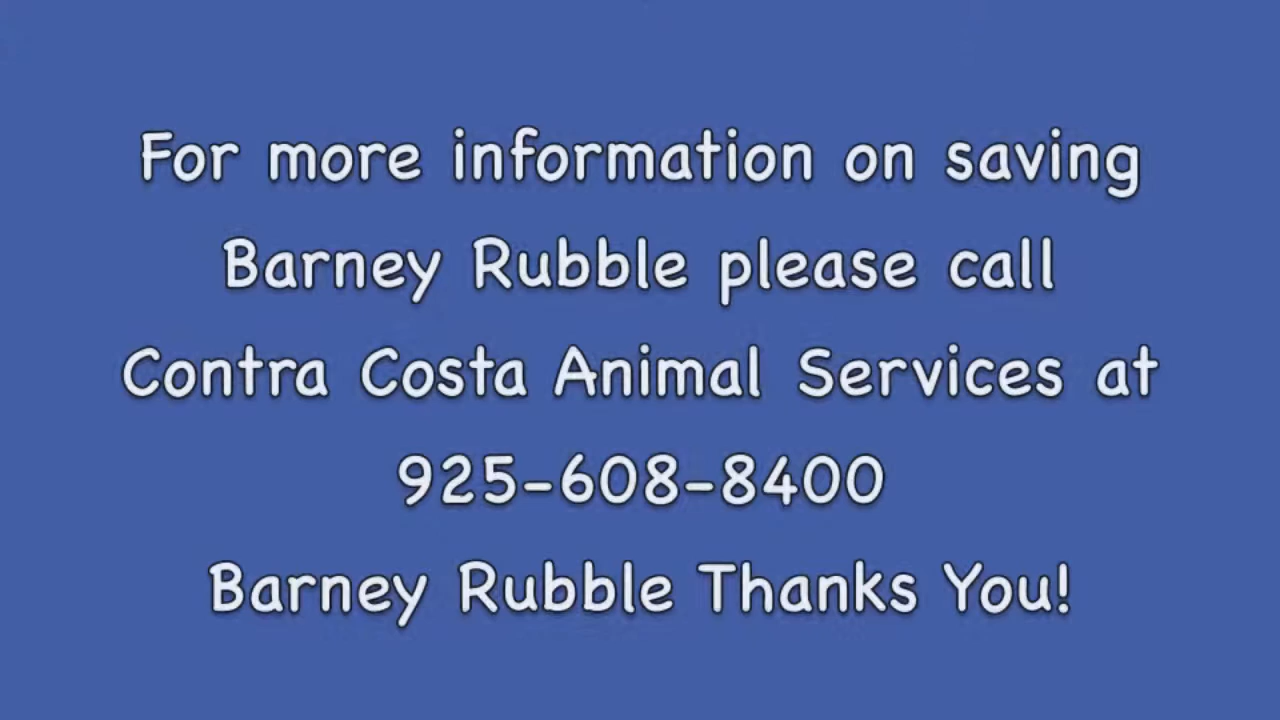 For more information on saving
Barney Rubble please call
Contra Costa Animal Services at
925-608-8400
Barney Rubble Thanks You!